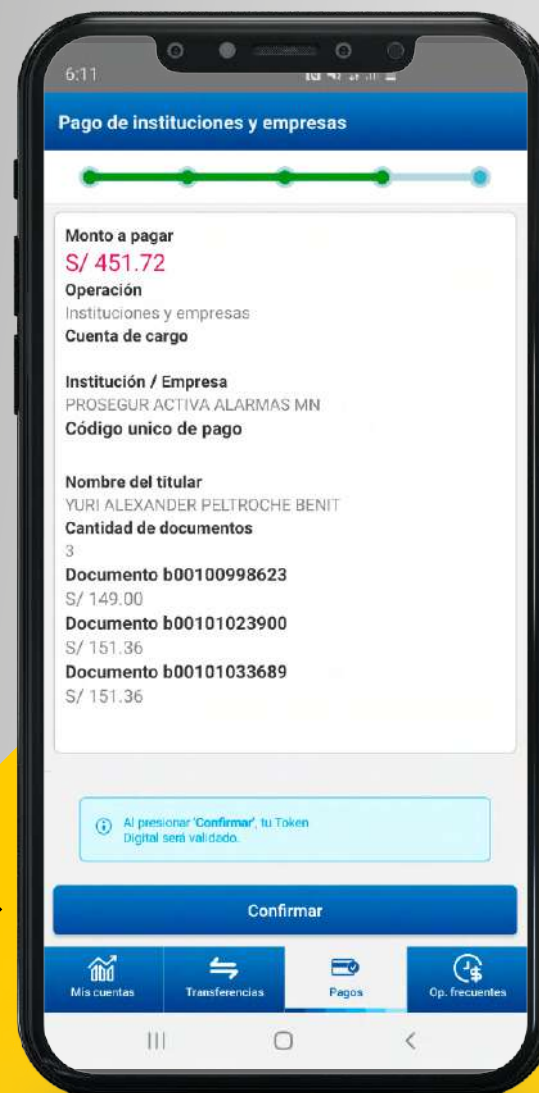 6:11
Pago de instituciones y empresas
Monto a pagar
S/ 451.72
Operación
Instituciones y empresas
Cuenta de cargo
Institución / Empresa
PROSEGUR ACTIVA ALARMAS MN
Código unico de pago
Nombre del titular
YURI ALEXANDER PELTROCHE BENIT
Cantidad de documentos
3
Documento b00100998623
S/ 149.00
Documento b00101023900
S/ 151.36
Documento b00101033689
S/ 151.36
Al presionar 'Confirmar', tu Token
Digital será validado.
Confirmar
Mis cuentas Transferencias Pagos Op. frecuentes